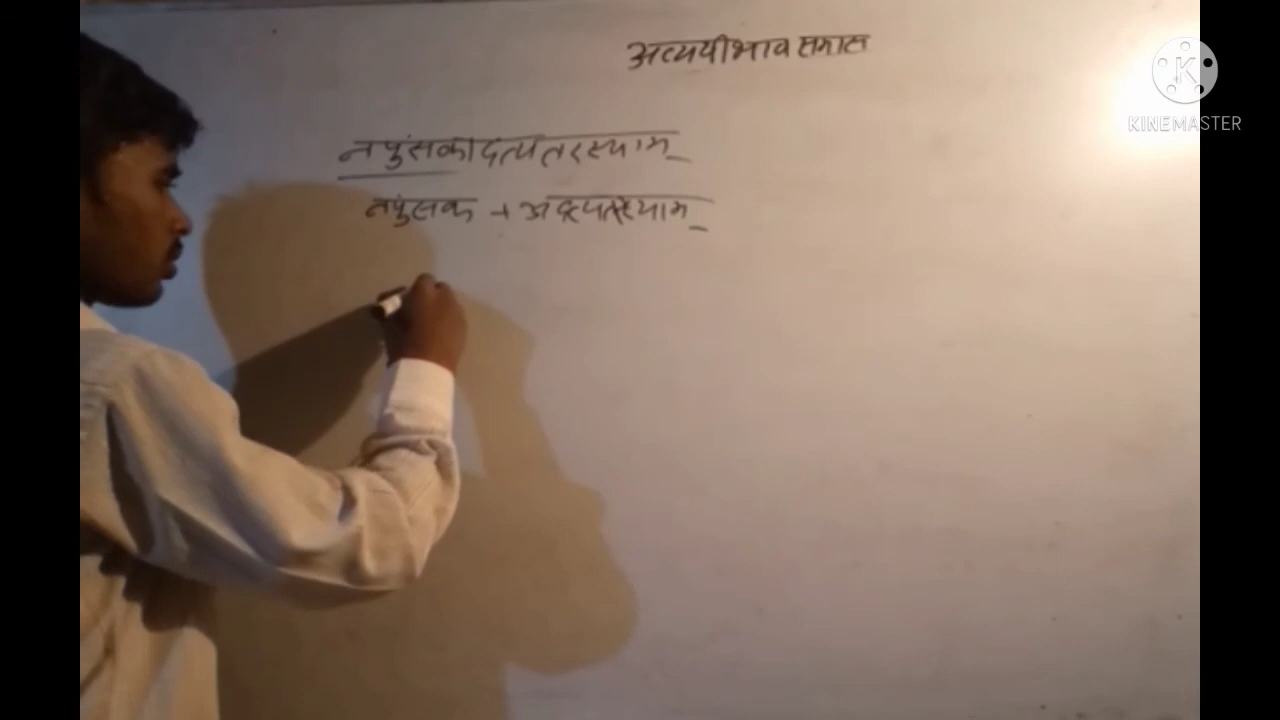 अव्ययीभाव समास
नपुंसकादन्यतरस्याम्
नपुंसक + अन्यतरस्याम्
KINEMASTER